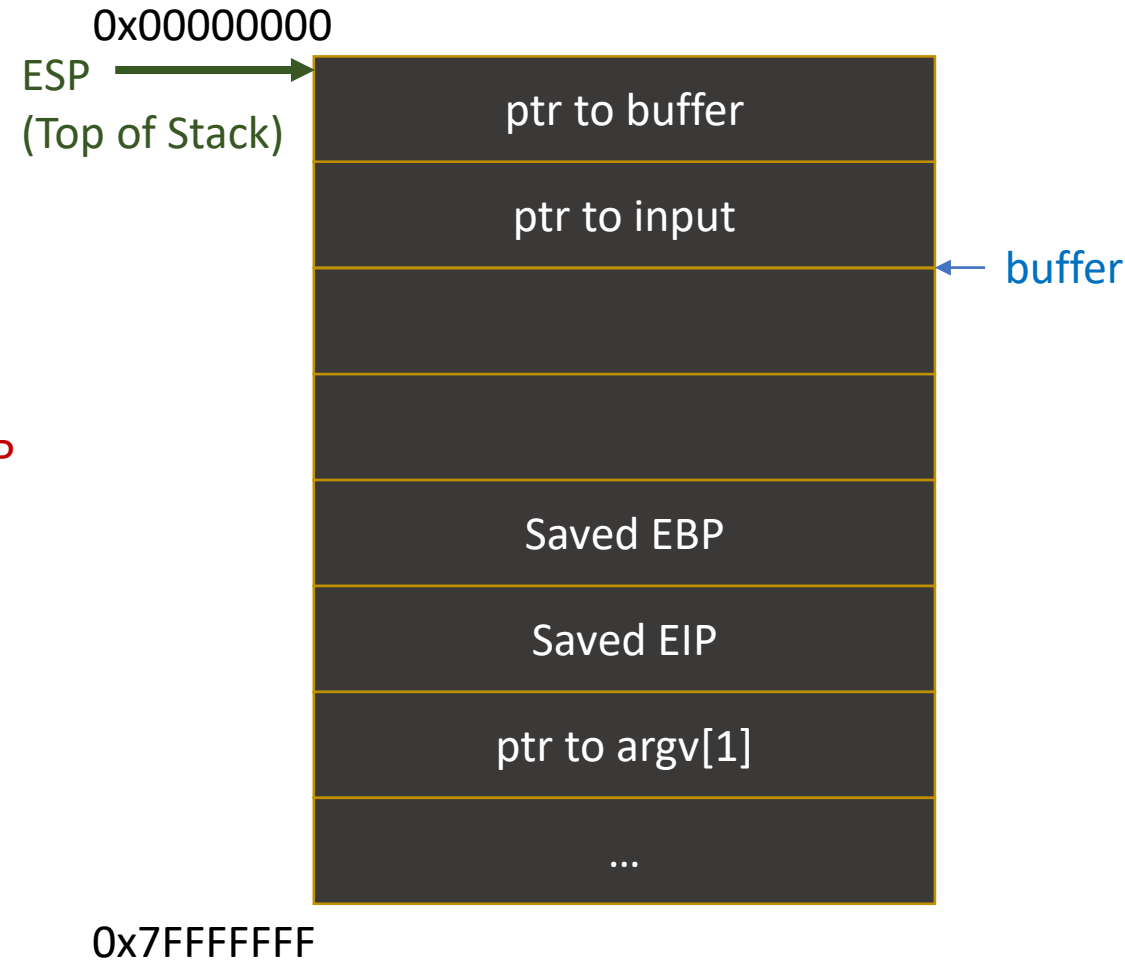 0x00000000
ESP
(Top of Stack)
ptr to buffer
ptr to input
buffer
P
Saved EBP
Saved EIP
ptr to argv[1]
...
0x7FFFFFFF